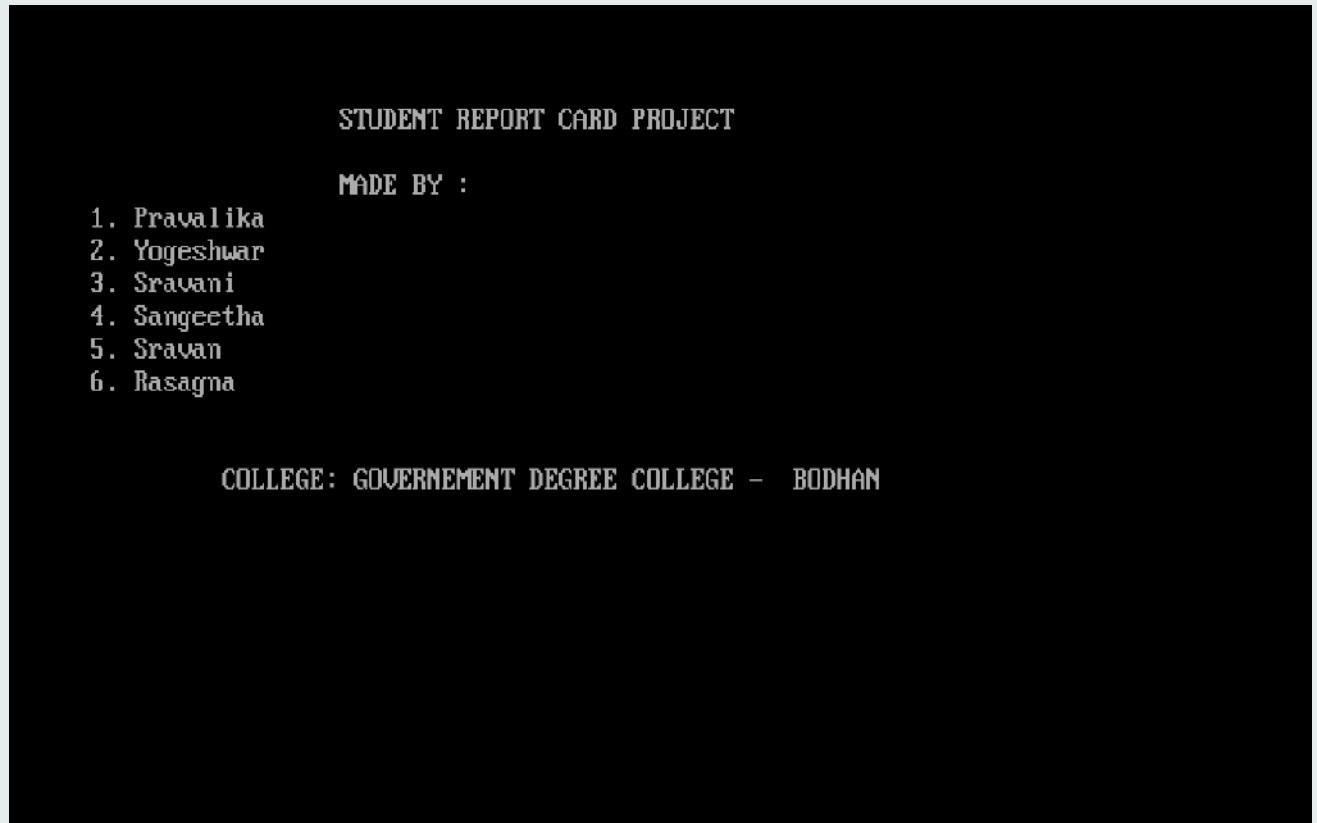 STUDENT REPORT CARD PROJECT
MADE BY :
1. Pravalika
2. Yogeshwar
3. Sravani
4. Sangeetha
5. Sravan
6. Rasagna
COLLEGE: GOVERNEMENT DEGREE COLLEGE - BODHAN